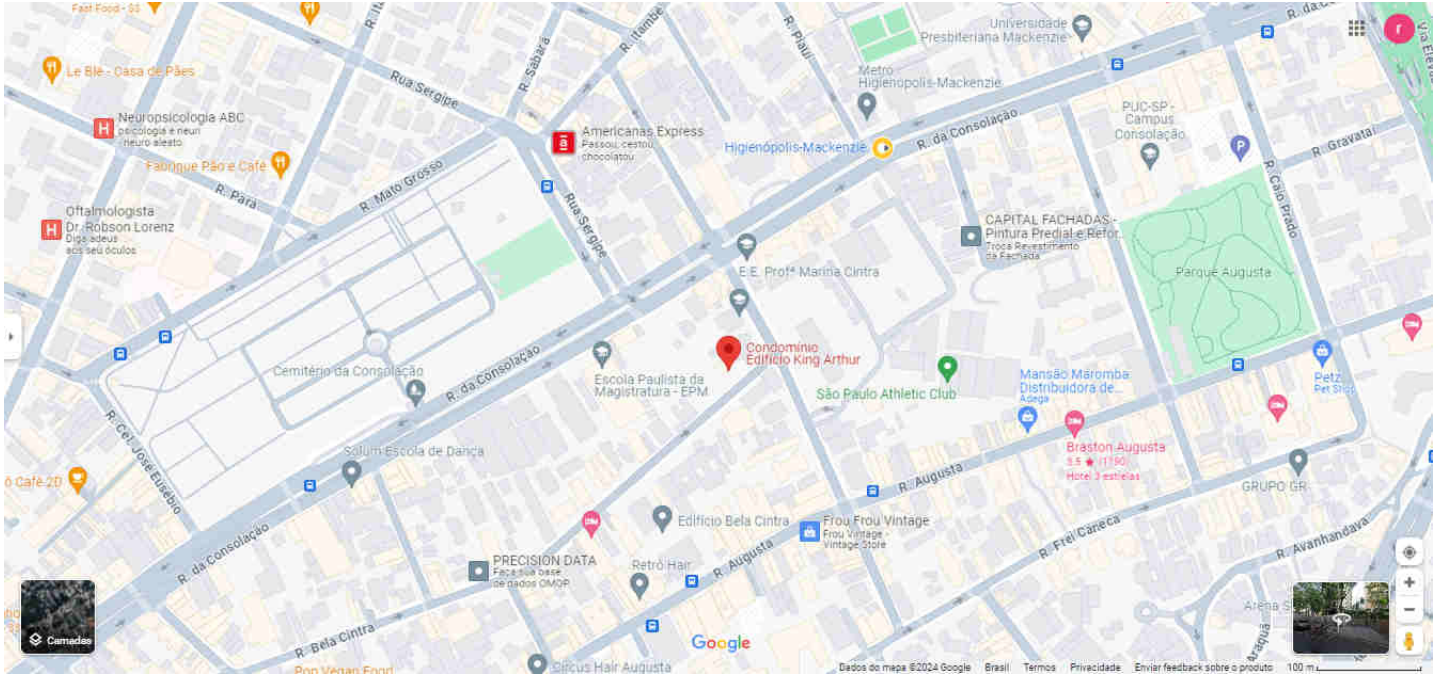 Fast Food - $$
R. Ita
R. Itambé
R. Piauí
Universidade
Presbiteriana Mackenzie
R. da Co
r
Via Elevad
Le Blé - Casa de Pães
R. Sabará
Rua Sergipe
Metro -
Higienópolis-Mackenzie
PUC-SP -
Campus
Consolação
Neuropsicologia ABC
psicologia e neuri
neuro aleato
Americanas Express
Passou, cestou,
chocolatou
Higienópolis-Mackenzie
R. da Consolação
P
R. Gravataí
Fabrique Pão e Café
R. Pará
R. Mato Grosso
Rua Sergipe
R. Caio Prado
Oftalmologista
Dr. Robson Lorenz
Diga adeus
aos seu óculos
CAPITAL FACHADAS -
Pintura Predial e Refor...
Troca Revestimento
da Fachada
E.E. Profª Marina Cintra
Parque Augusta
Condomínio
Edifício King Arthur
R. da Consolação
Cemitério da Consolação
Escola Paulista da
Magistratura - EPM
São Paulo Athletic Club
Mansão Maromba
Distribuidora de...
Adega
Petz
Pet Shop
R. Cel. José Eusébio
Solum Escola de Dança
Braston Augusta
3,5 ★ (1190)
Hotel 3 estrelas
R. Augusta
GRUPO GR
ó Café 2D
Edifício Bela Cintra
Frou Frou Vintage
Frou Vintage -
Vintage Store
R. Frei Caneca
R. Avanhandava
R. da Consolação
PRECISION DATA
Faça sua base
de dados OMOP
Retrô Hair
R. Augusta
Arena S
Camadas
R. Bela Cintra
Google
Araquã
Pop Vegan Food
Circus Hair Augusta
Dados do mapa ©2024 Google Brasil Termos Privacidade Enviar feedback sobre o produto 100 m